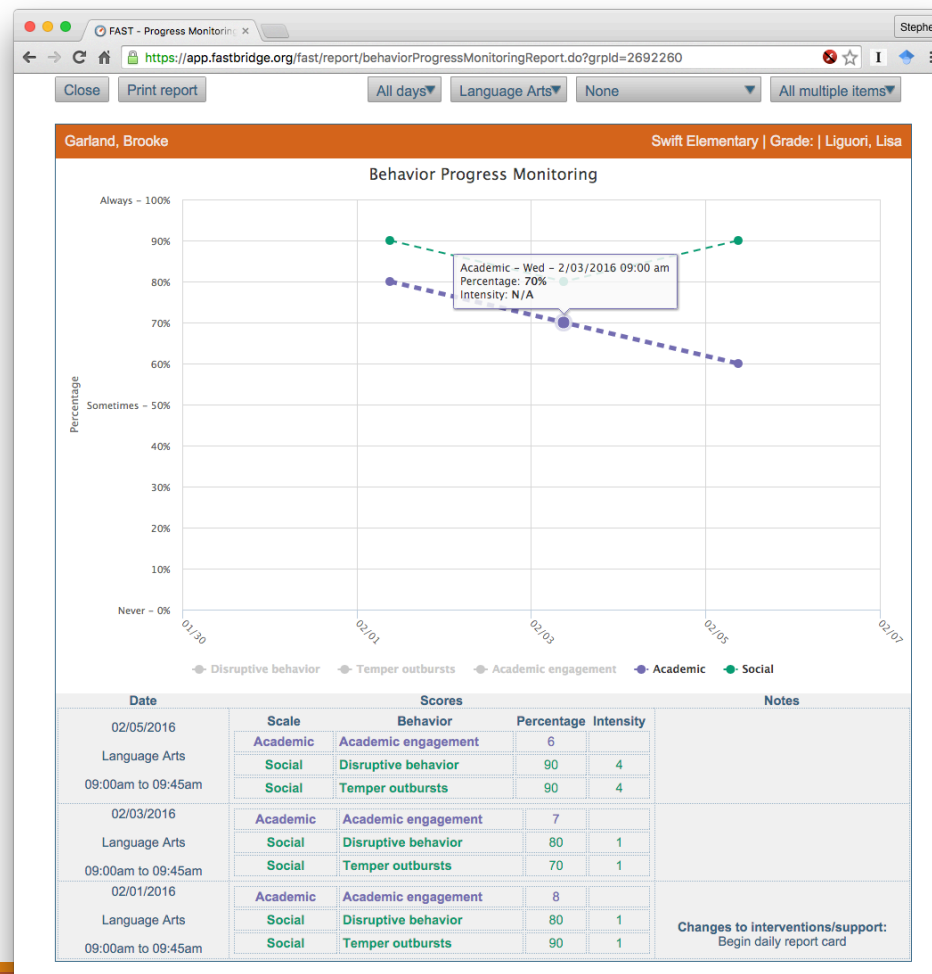 FAST - Progress Monitoring
Stephe
https://app.fastbridge.org/fast/report/behaviorProgressMonitoringReport.do?grpId=2692260
Close Print report All days Language Arts None All multiple items
Garland, Brooke Swift Elementary | Grade: | Liguori, Lisa
Behavior Progress Monitoring
Always – 100%
90%
Academic – Wed – 2/03/2016 09:00 am
Percentage: 70%
Intensity: N/A
80%
70%
60%
Percentage
Sometimes – 50%
40%
30%
20%
10%
Never – 0%
01/30 02/01 02/03 02/05 02/07
Disruptive behavior Temper outbursts Academic engagement Academic Social
Date Scores Notes
02/05/2016
Language Arts
09:00am to 09:45am
Scale Behavior Percentage Intensity
Academic Academic engagement 6
Social Disruptive behavior 90 4
Social Temper outbursts 90 4
02/03/2016
Language Arts
09:00am to 09:45am
Academic Academic engagement 7
Social Disruptive behavior 80 1
Social Temper outbursts 70 1
02/01/2016
Language Arts
09:00am to 09:45am
Academic Academic engagement 8
Social Disruptive behavior 80 1
Social Temper outbursts 90 1
Changes to interventions/support:
Begin daily report card